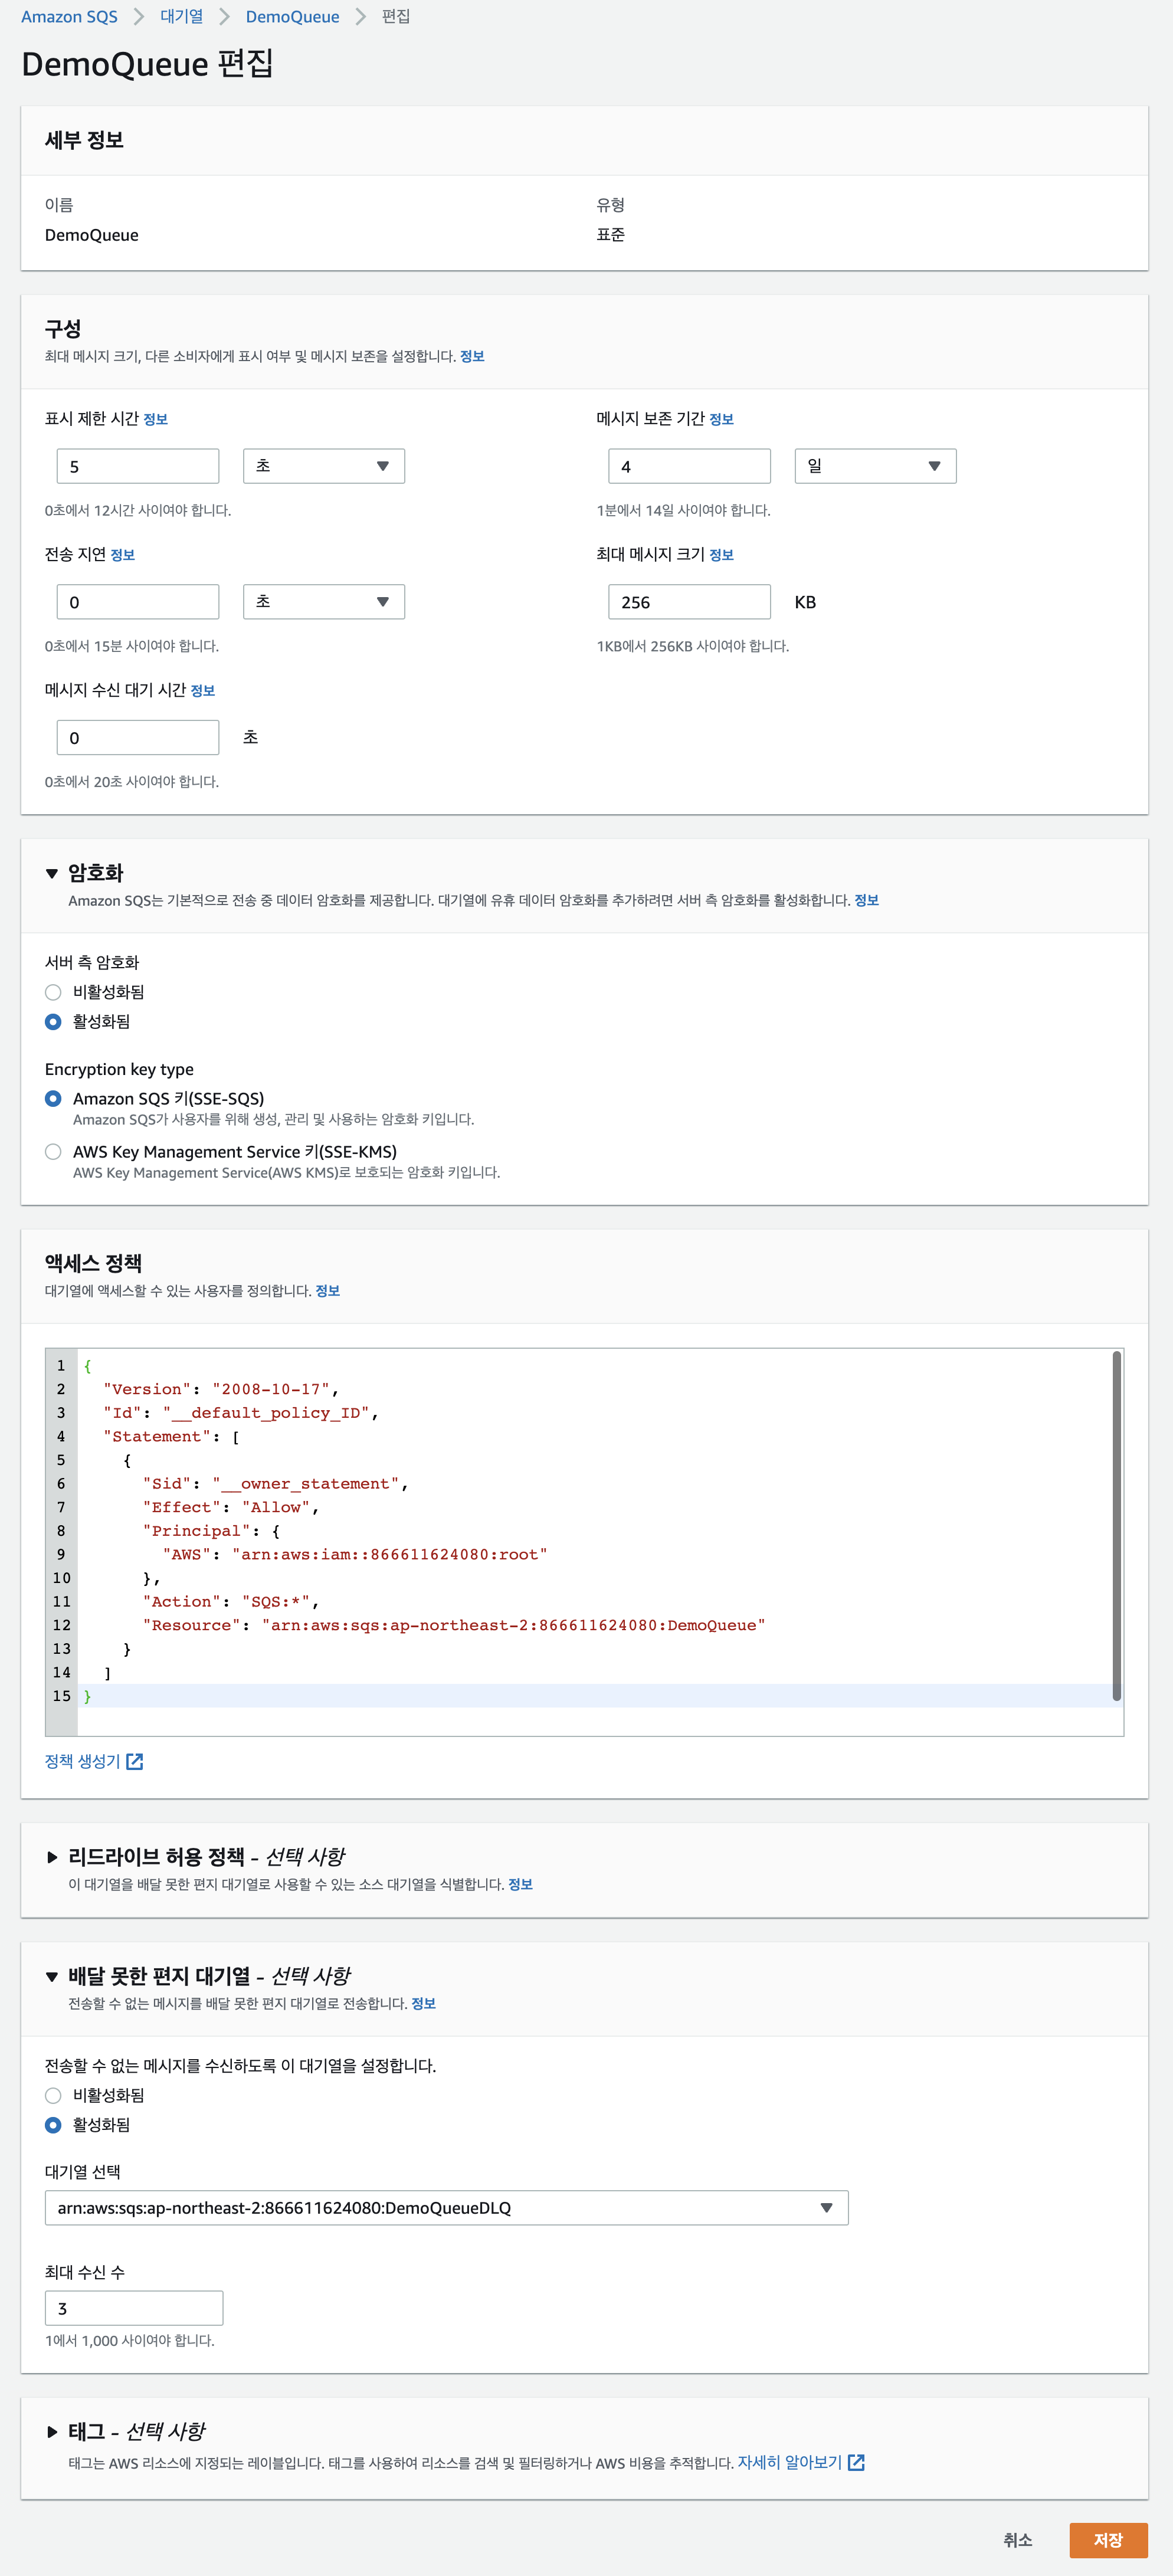 Amazon SQS > 대기열 > DemoQueue > 편집
DemoQueue 편집
세부 정보
이름
DemoQueue
유형
표준
구성
최대 메시지 크기, 다른 소비자에게 표시 여부 및 메시지 보존을 설정합니다. 정보
표시 제한 시간 정보
5 초
0초에서 12시간 사이여야 합니다.
메시지 보존 기간 정보
4 일
1분에서 14일 사이여야 합니다.
전송 지연 정보
0 초
0초에서 15분 사이여야 합니다.
최대 메시지 크기 정보
256 KB
1KB에서 256KB 사이여야 합니다.
메시지 수신 대기 시간 정보
0 초
0초에서 20초 사이여야 합니다.
암호화
Amazon SQS는 기본적으로 전송 중 데이터 암호화를 제공합니다. 대기열에 유휴 데이터 암호화를 추가하려면 서버 측 암호화를 활성화합니다. 정보
서버 측 암호화
비활성화됨
활성화됨
Encryption key type
Amazon SQS 키(SSE-SQS)
Amazon SQS가 사용자를 위해 생성, 관리 및 사용하는 암호화 키입니다.
AWS Key Management Service 키(SSE-KMS)
AWS Key Management Service(AWS KMS)로 보호되는 암호화 키입니다.
액세스 정책
대기열에 액세스할 수 있는 사용자를 정의합니다. 정보
1 {
2 "Version": "2008-10-17",
3 "Id": "__default_policy_ID",
4 "Statement": [
5 {
6 "Sid": "__owner_statement",
7 "Effect": "Allow",
8 "Principal": {
9 "AWS": "arn:aws:iam::866611624080:root"
10 },
11 "Action": "SQS:*",
12 "Resource": "arn:aws:sqs:ap-northeast-2:866611624080:DemoQueue"
13 }
14 ]
15 }
정책 생성기
리드라이브 허용 정책 - 선택 사항
이 대기열을 배달 못한 편지 대기열로 사용할 수 있는 소스 대기열을 식별합니다. 정보
배달 못한 편지 대기열 - 선택 사항
전송할 수 없는 메시지를 배달 못한 편지 대기열로 전송합니다. 정보
전송할 수 없는 메시지를 수신하도록 이 대기열을 설정합니다.
비활성화됨
활성화됨
대기열 선택
arn:aws:sqs:ap-northeast-2:866611624080:DemoQueueDLQ
최대 수신 수
3
1에서 1,000 사이여야 합니다.
태그 - 선택 사항
태그는 AWS 리소스에 지정되는 레이블입니다. 태그를 사용하여 리소스를 검색 및 필터링하거나 AWS 비용을 추적합니다. 자세히 알아보기
취소 저장